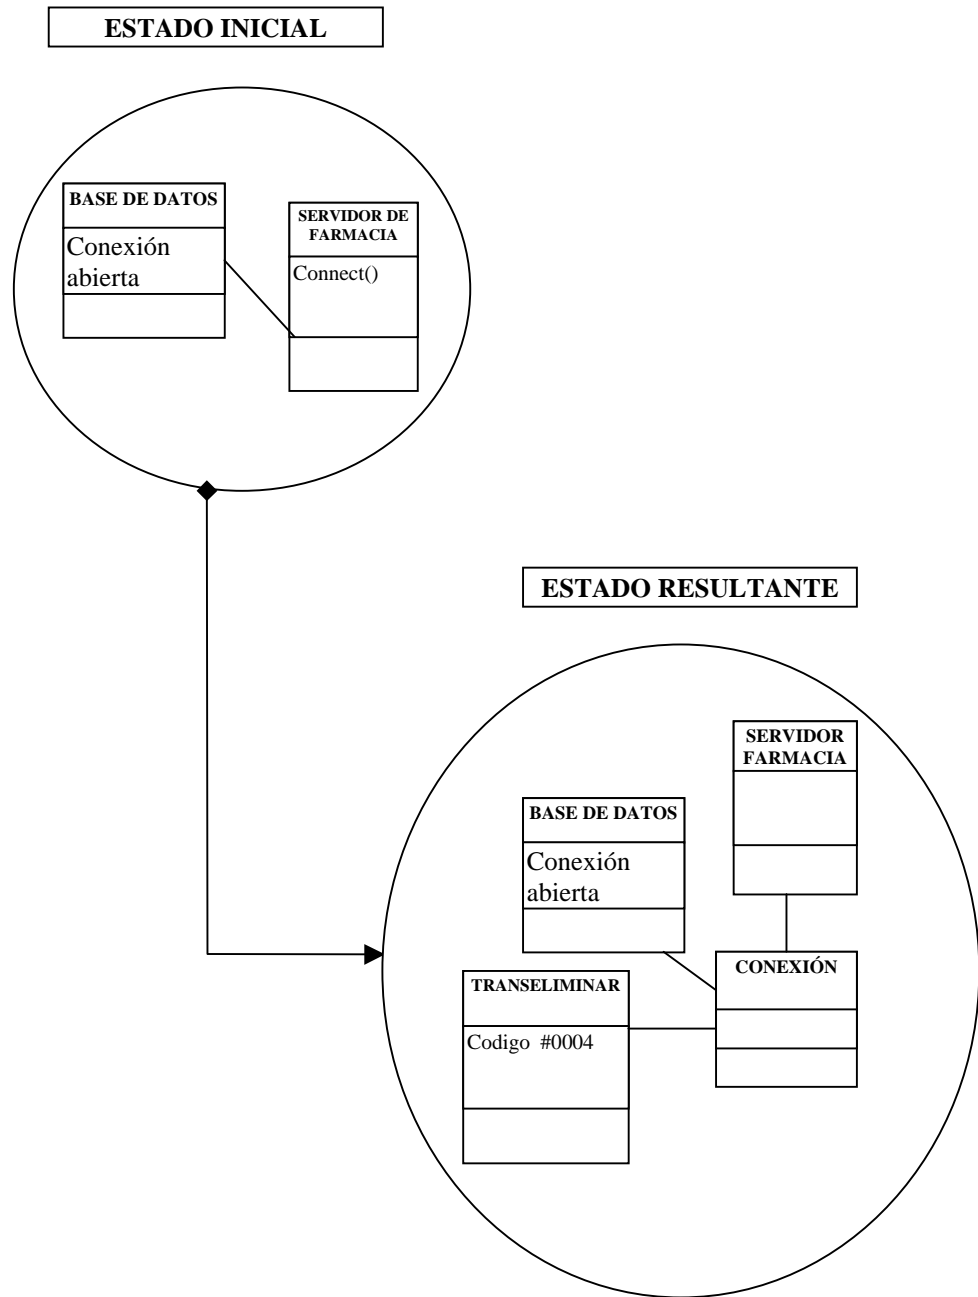 ESTADO INICIAL
BASE DE DATOS
Conexión
abierta
SERVIDOR DE
FARMACIA
Connect()
ESTADO RESULTANTE
SERVIDOR
FARMACIA
BASE DE DATOS
Conexión
abierta
CONEXIÓN
TRANSELIMINAR
Codigo #0004